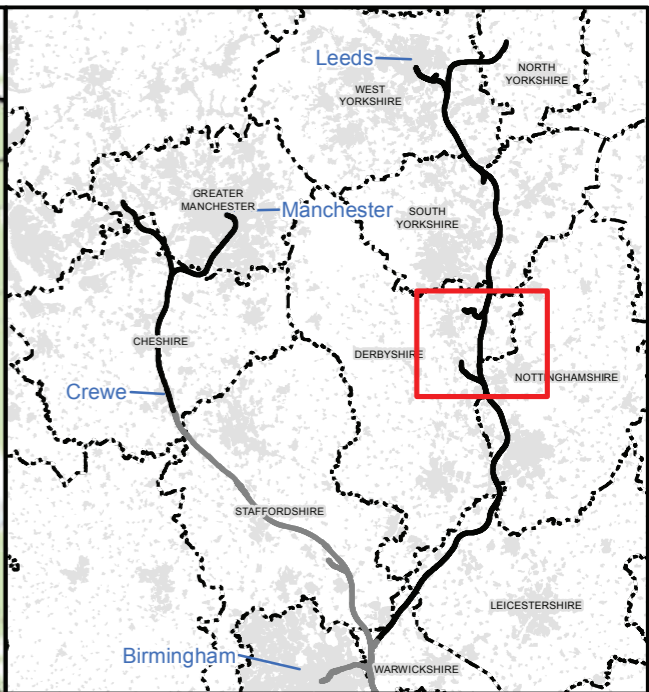 Leeds
NORTH
YORKSHIRE
WEST
YORKSHIRE
GREATER
MANCHESTER
Manchester
SOUTH
YORKSHIRE
CHESHIRE
DERBYSHIRE
NOTTINGHAMSHIRE
Crewe
STAFFORDSHIRE
LEICESTERSHIRE
Birmingham
WARWICKSHIRE